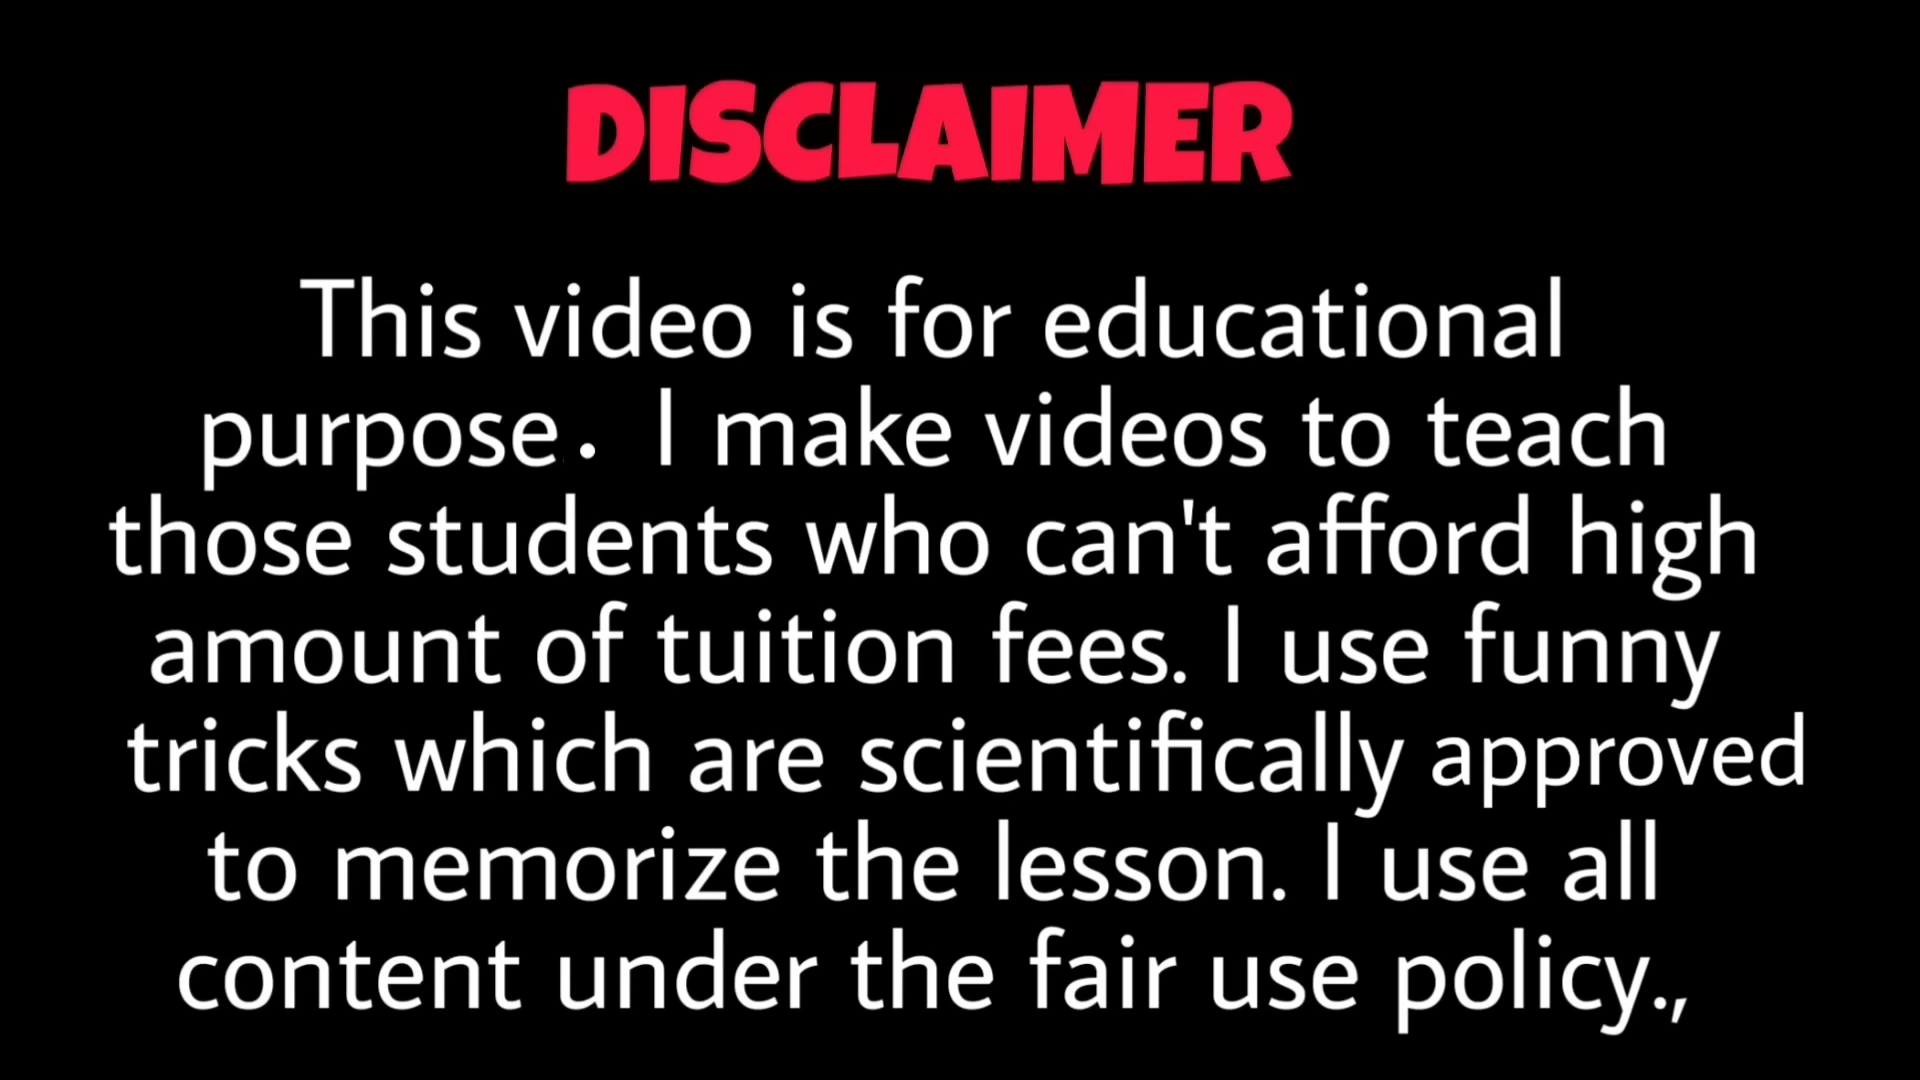 DISCLAIMER
This video is for educational
purpose. I make videos to teach
those students who can't afford high
amount of tuition fees. I use funny
tricks which are scientifically approved
to memorize the lesson. I use all
content under the fair use policy.,